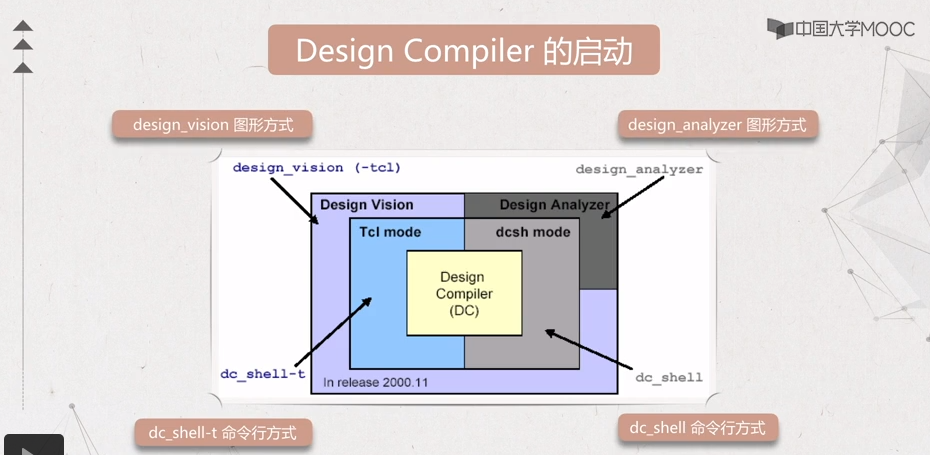 中国大学MOOC
Design Compiler 的启动
design_vision 图形方式
design_analyzer 图形方式
design_vision (-tcl)
design_analyzer
Design Vision
Design Analyzer
Tcl mode
dcsh mode
Design
Compiler
(DC)
dc_shell-t
dc_shell
In release 2000.11
dc_shell-t 命令行方式
dc_shell 命令行方式